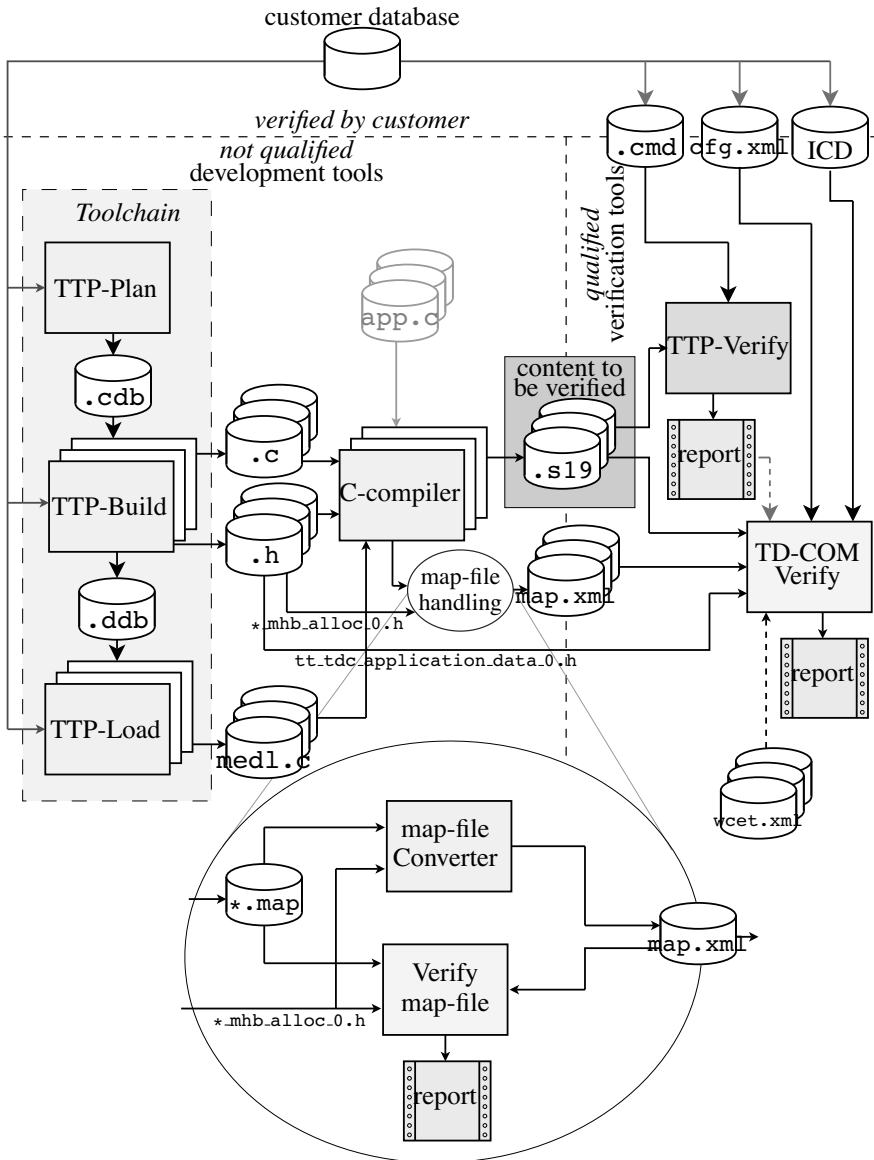 customer database
verified by customer
not qualified
development tools
.cmd
cfg.xml
ICD
qualified
verification tools
Toolchain
TTP-Plan
.cdb
TTP-Build
.ddb
TTP-Load
app.c
.c
.h
medl.c
C-compiler
content to
be verified
.s19
TTP-Verify
report
map-file
handling
map.xml
TD-COM
Verify
report
*_mhb_alloc_0.h
tt_tdc_application_data_0.h
wcet.xml
map-file
Converter
*.map
map.xml
Verify
map-file
*_mhb_alloc_0.h
report